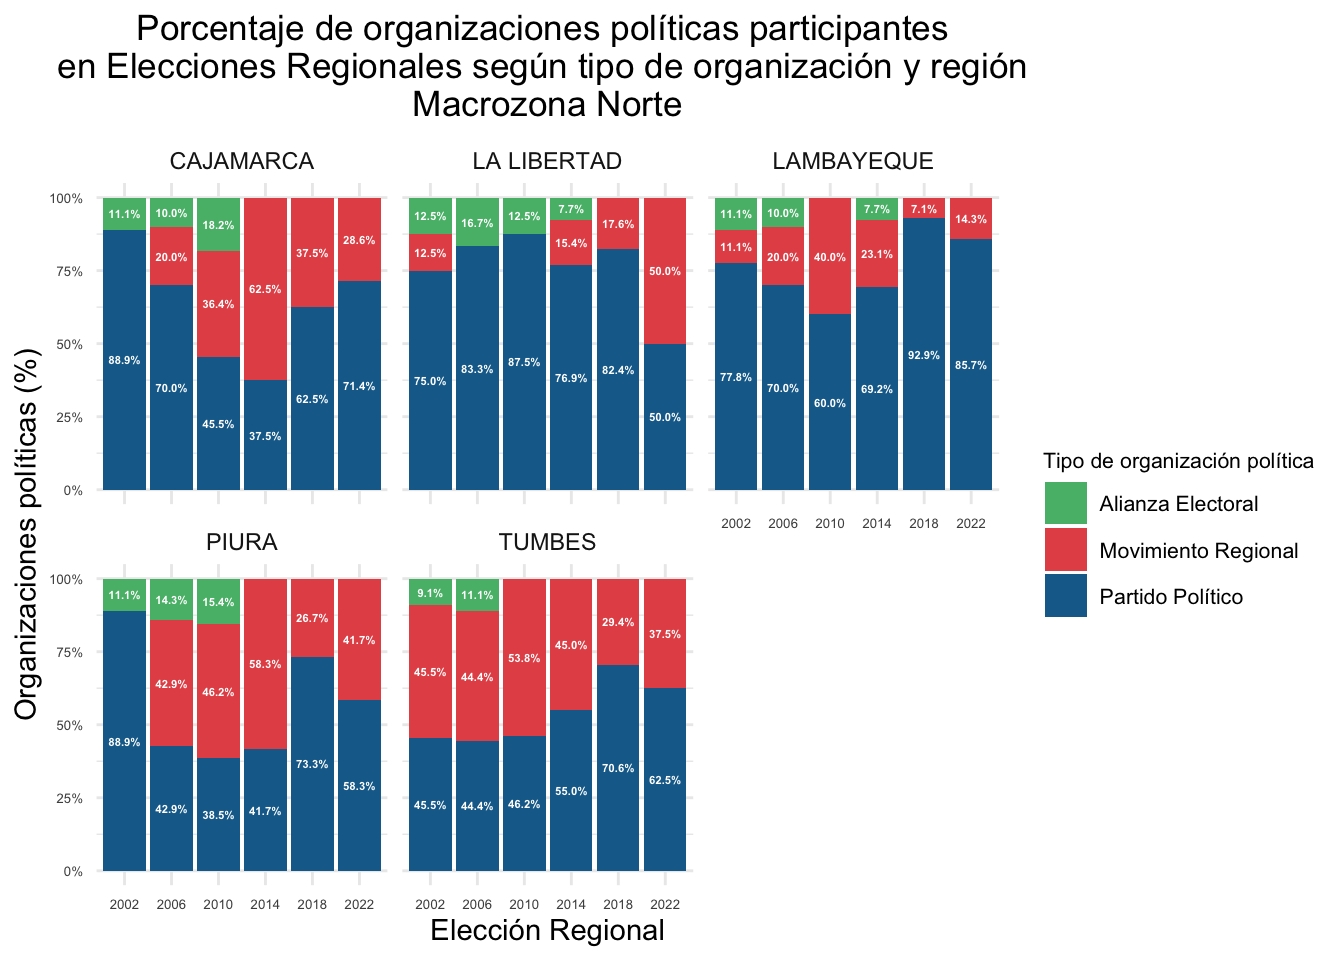 Porcentaje de organizaciones políticas participantes
en Elecciones Regionales según tipo de organización y región
Macrozona Norte
CAJAMARCA
LA LIBERTAD
LAMBAYEQUE
100%
75%
50%
25%
0%
11.1% 10.0% 18.2%
20.0% 36.4% 62.5% 37.5% 28.6%
88.9% 70.0% 45.5% 37.5% 62.5% 71.4%
12.5% 16.7% 12.5% 7.7%
12.5% 15.4% 17.6% 50.0%
75.0% 83.3% 87.5% 76.9% 82.4% 50.0%
11.1% 10.0% 7.7%
11.1% 20.0% 40.0% 23.1% 7.1% 14.3%
77.8% 70.0% 60.0% 69.2% 92.9% 85.7%
2002 2006 2010 2014 2018 2022
PIURA
TUMBES
100%
75%
50%
25%
0%
11.1% 14.3% 15.4%
42.9% 46.2% 58.3% 26.7% 41.7%
88.9% 42.9% 38.5% 41.7% 73.3% 58.3%
9.1% 11.1%
45.5% 44.4% 53.8% 45.0% 29.4% 37.5%
45.5% 44.4% 46.2% 55.0% 70.6% 62.5%
2002 2006 2010 2014 2018 2022
2002 2006 2010 2014 2018 2022
Elección Regional
Organizaciones políticas (%)
Tipo de organización política
Alianza Electoral
Movimiento Regional
Partido Político